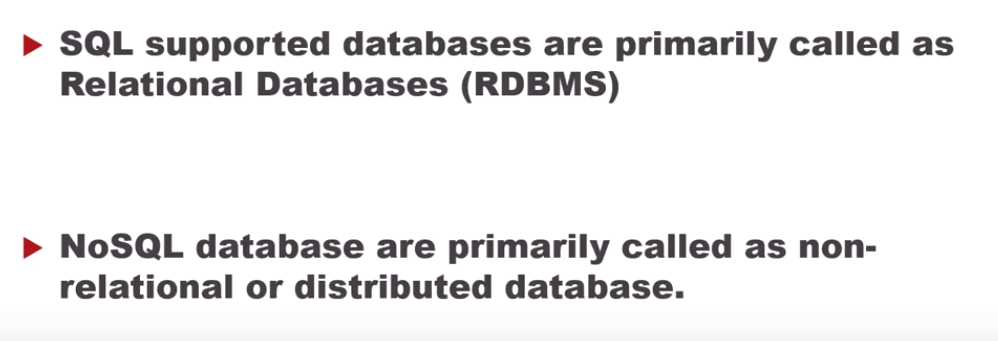 SQL supported databases are primarily called as
Relational Databases (RDBMS)
NoSQL database are primarily called as non-
relational or distributed database.